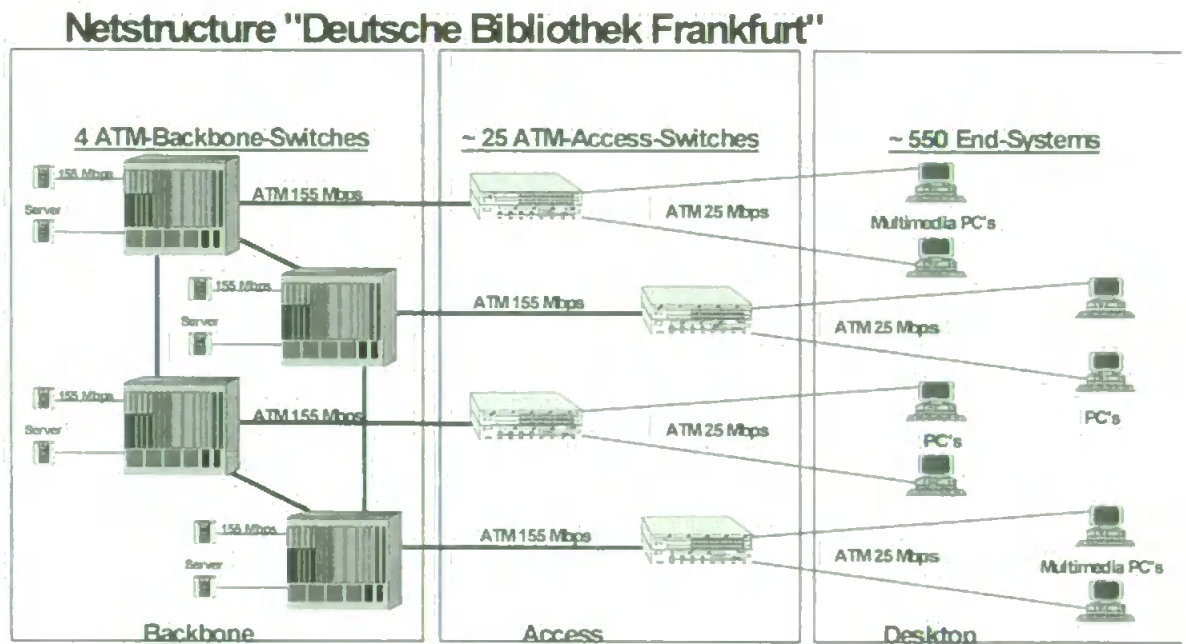 Netstructure "Deutsche Bibliothek Frankfurt"
4 ATM-Backbone-Switches
~ 25 ATM-Access-Switches
~ 550 End-Systems
155 Mbps
Server
ATM 155 Mbps
ATM 25 Mbps
Multimedia PC's
155 Mbps
Server
ATM 155 Mbps
ATM 25 Mbps
PC's
155 Mbps
Server
ATM 155 Mbps
ATM 25 Mbps
PC's
155 Mbps
Server
ATM 155 Mbps
ATM 25 Mbps
Multimedia PC's
Backbone
Access
Desktop